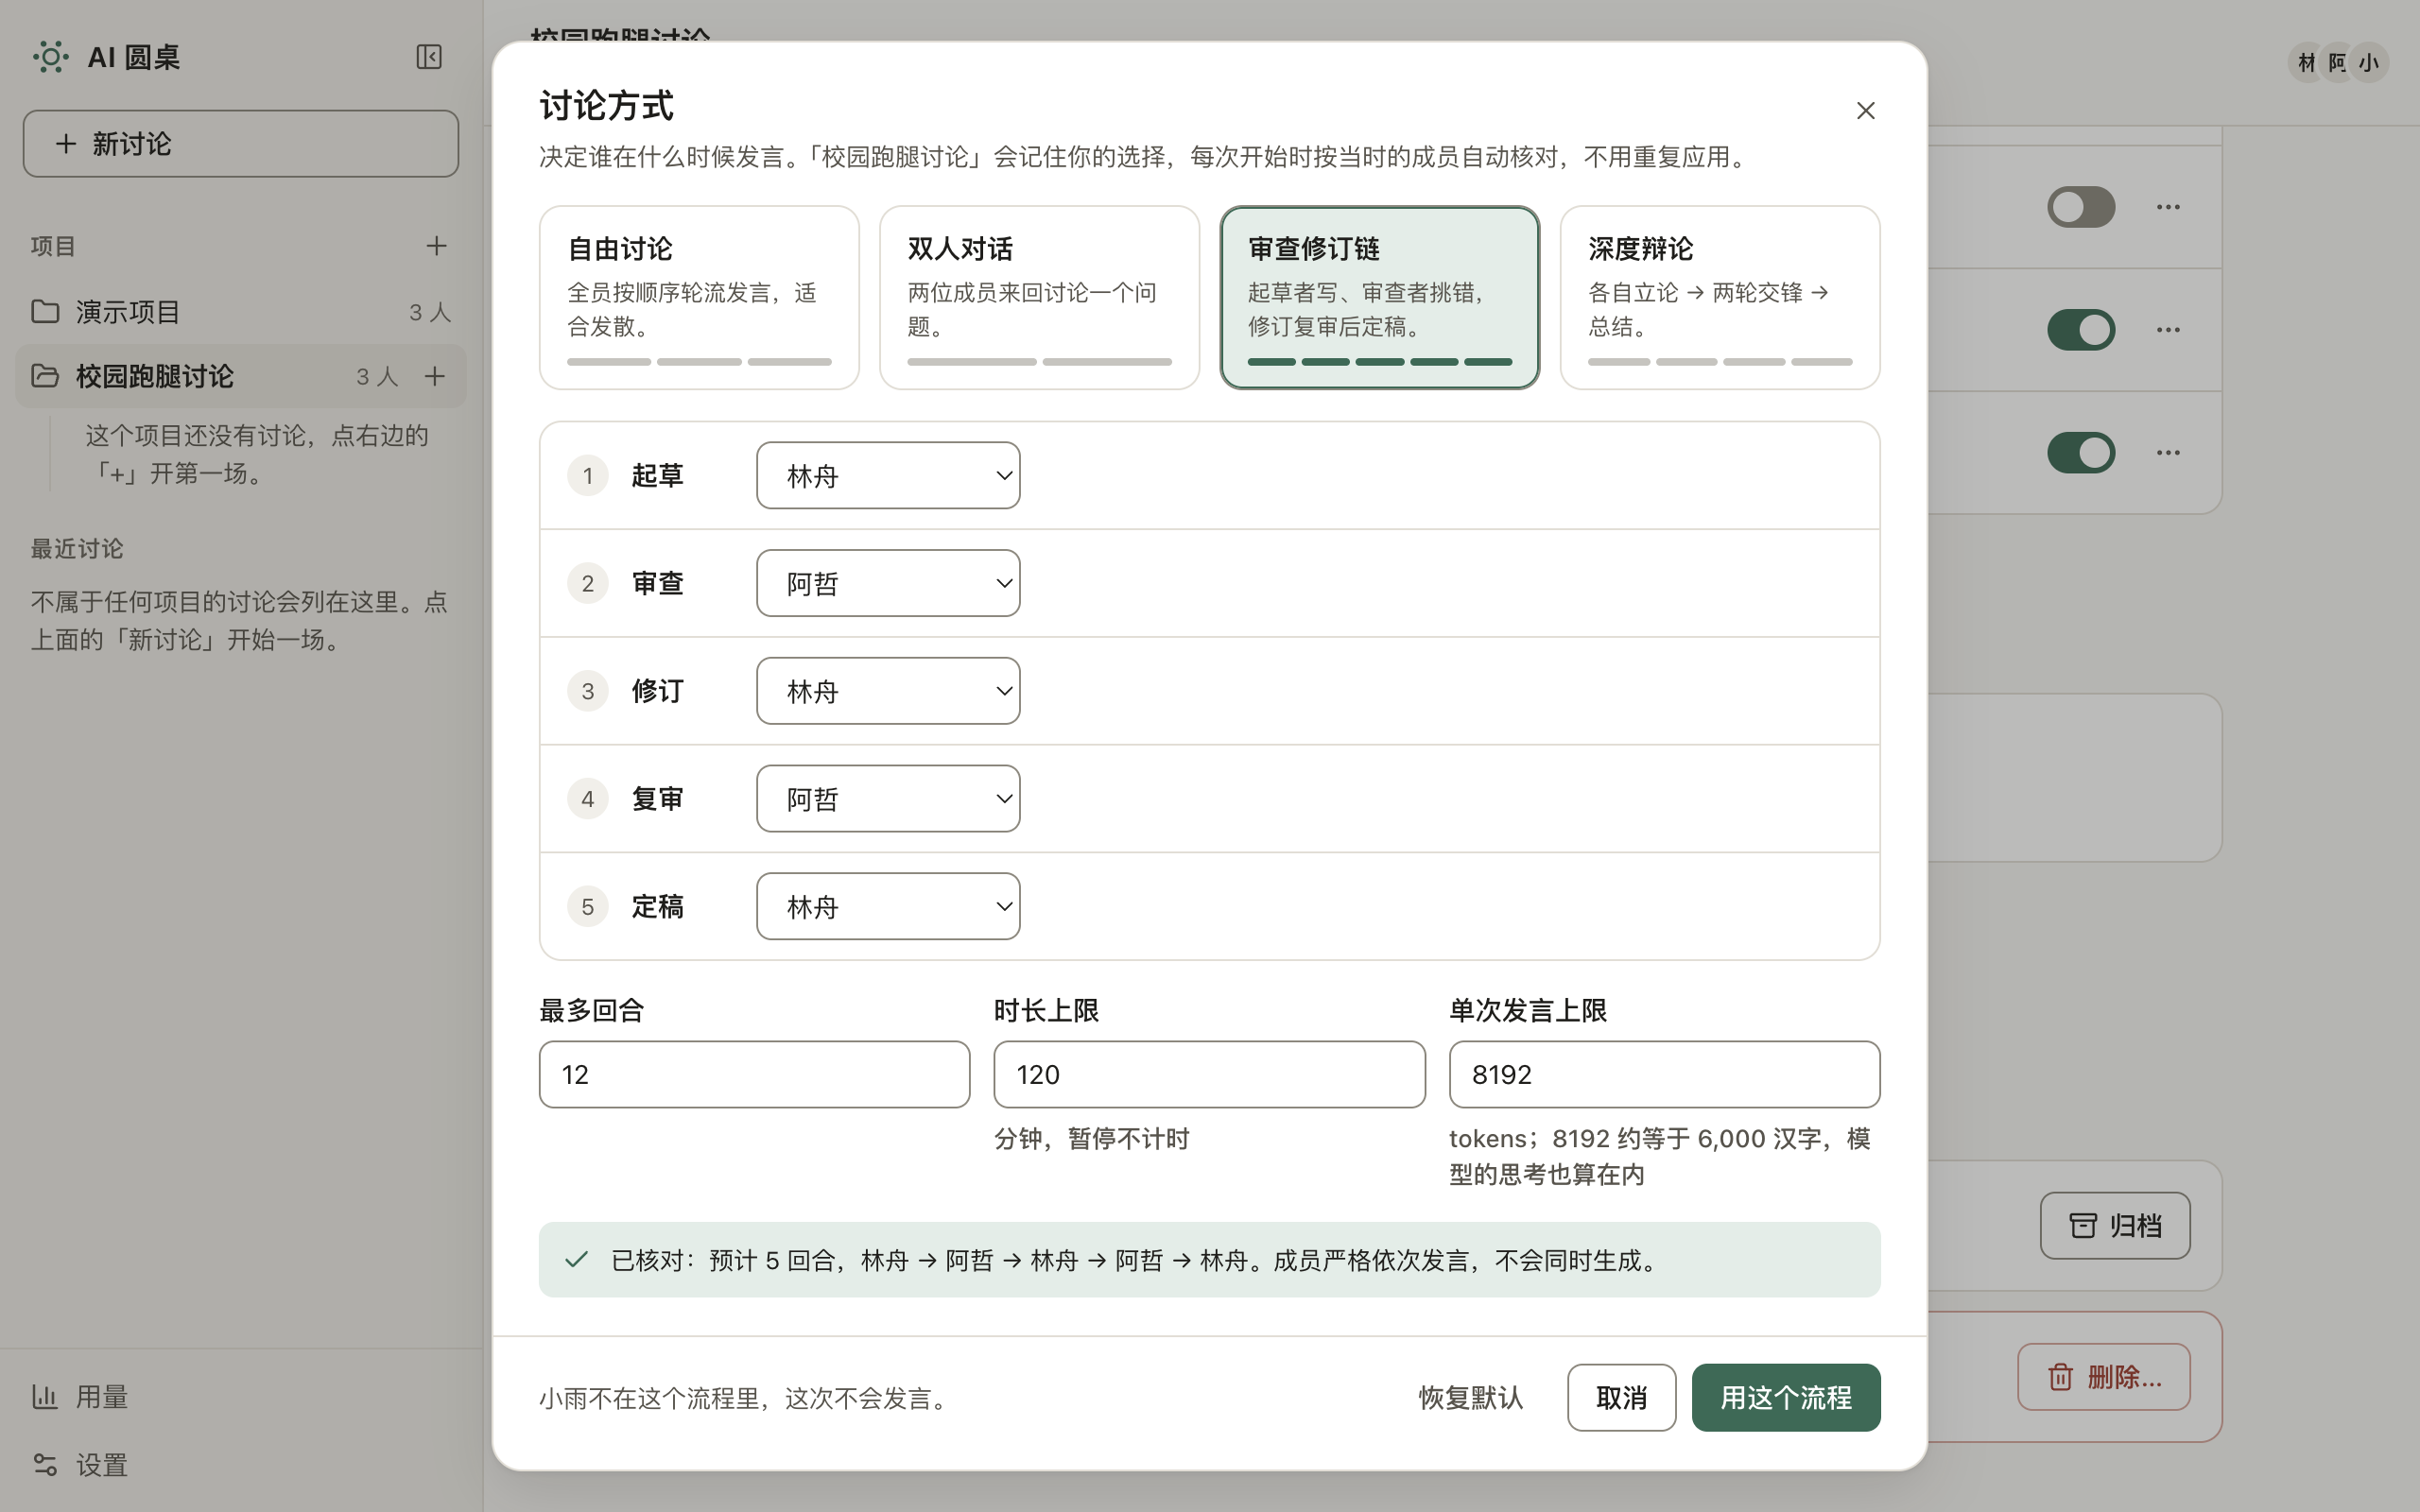 AI 圆桌
新讨论
项目
演示项目 3 人
校园跑腿讨论 3 人
这个项目还没有讨论，点右边的
「+」开第一场。
最近讨论
不属于任何项目的讨论会列在这里。点
上面的「新讨论」开始一场。
用量
设置
校园跑腿讨论
林 阿 小
讨论方式
决定谁在什么时候发言。「校园跑腿讨论」会记住你的选择，每次开始时按当时的成员自动核对，不用重复应用。
自由讨论
全员按顺序轮流发言，适
合发散。
双人对话
两位成员来回讨论一个问
题。
审查修订链
起草者写、审查者挑错，
修订复审后定稿。
深度辩论
各自立论 → 两轮交锋 →
总结。
1 起草 林舟
2 审查 阿哲
3 修订 林舟
4 复审 阿哲
5 定稿 林舟
最多回合
12
时长上限
120
分钟，暂停不计时
单次发言上限
8192
tokens；8192 约等于 6,000 汉字，模
型的思考也算在内
已核对：预计 5 回合，林舟 → 阿哲 → 林舟 → 阿哲 → 林舟。成员严格依次发言，不会同时生成。
小雨不在这个流程里，这次不会发言。
恢复默认
取消
用这个流程
归档
删除...